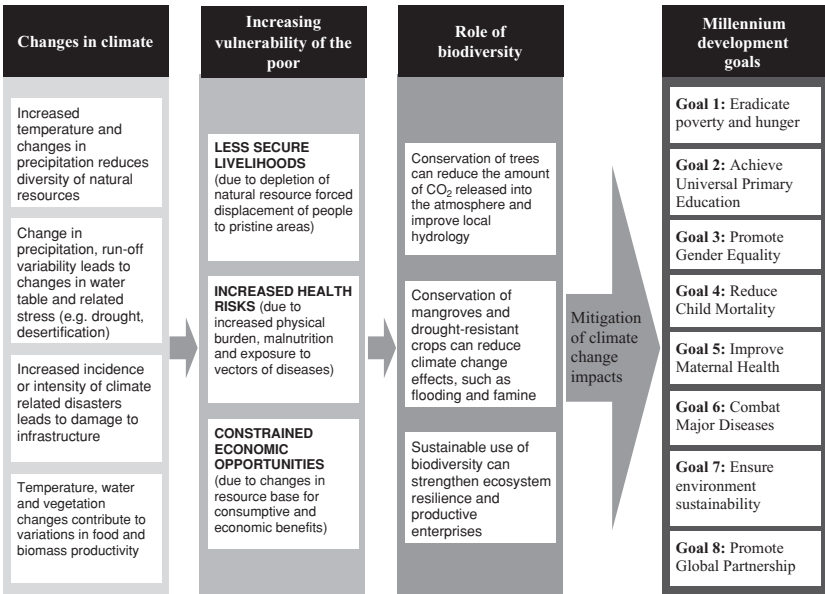 Changes in climate
Increased
temperature and
changes in
precipitation reduces
diversity of natural
resources
Change in
precipitation, run-off
variability leads to
changes in water
table and related
stress (e.g. drought,
desertification)
Increased incidence
or intensity of climate
related disasters
leads to damage to
infrastructure
Temperature, water
and vegetation
changes contribute to
variations in food and
biomass productivity
Increasing
vulnerability of the
poor
LESS SECURE
LIVELIHOODS
(due to depletion of
natural resource forced
displacement of people
to pristine areas)
INCREASED HEALTH
RISKS (due to
increased physical
burden, malnutrition
and exposure to
vectors of diseases)
CONSTRAINED
ECONOMIC
OPPORTUNITIES
(due to changes in
resource base for
consumptive and
economic benefits)
Role of
biodiversity
Conservation of trees
can reduce the amount
of CO₂ released into
the atmosphere and
improve local
hydrology
Conservation of
mangroves and
drought-resistant
crops can reduce
climate change
effects, such as
flooding and famine
Sustainable use of
biodiversity can
strengthen ecosystem
resilience and
productive
enterprises
Mitigation
of climate
change
impacts
Millennium
development
goals
Goal 1: Eradicate
poverty and hunger
Goal 2: Achieve
Universal Primary
Education
Goal 3: Promote
Gender Equality
Goal 4: Reduce
Child Mortality
Goal 5: Improve
Maternal Health
Goal 6: Combat
Major Diseases
Goal 7: Ensure
environment
sustainability
Goal 8: Promote
Global Partnership